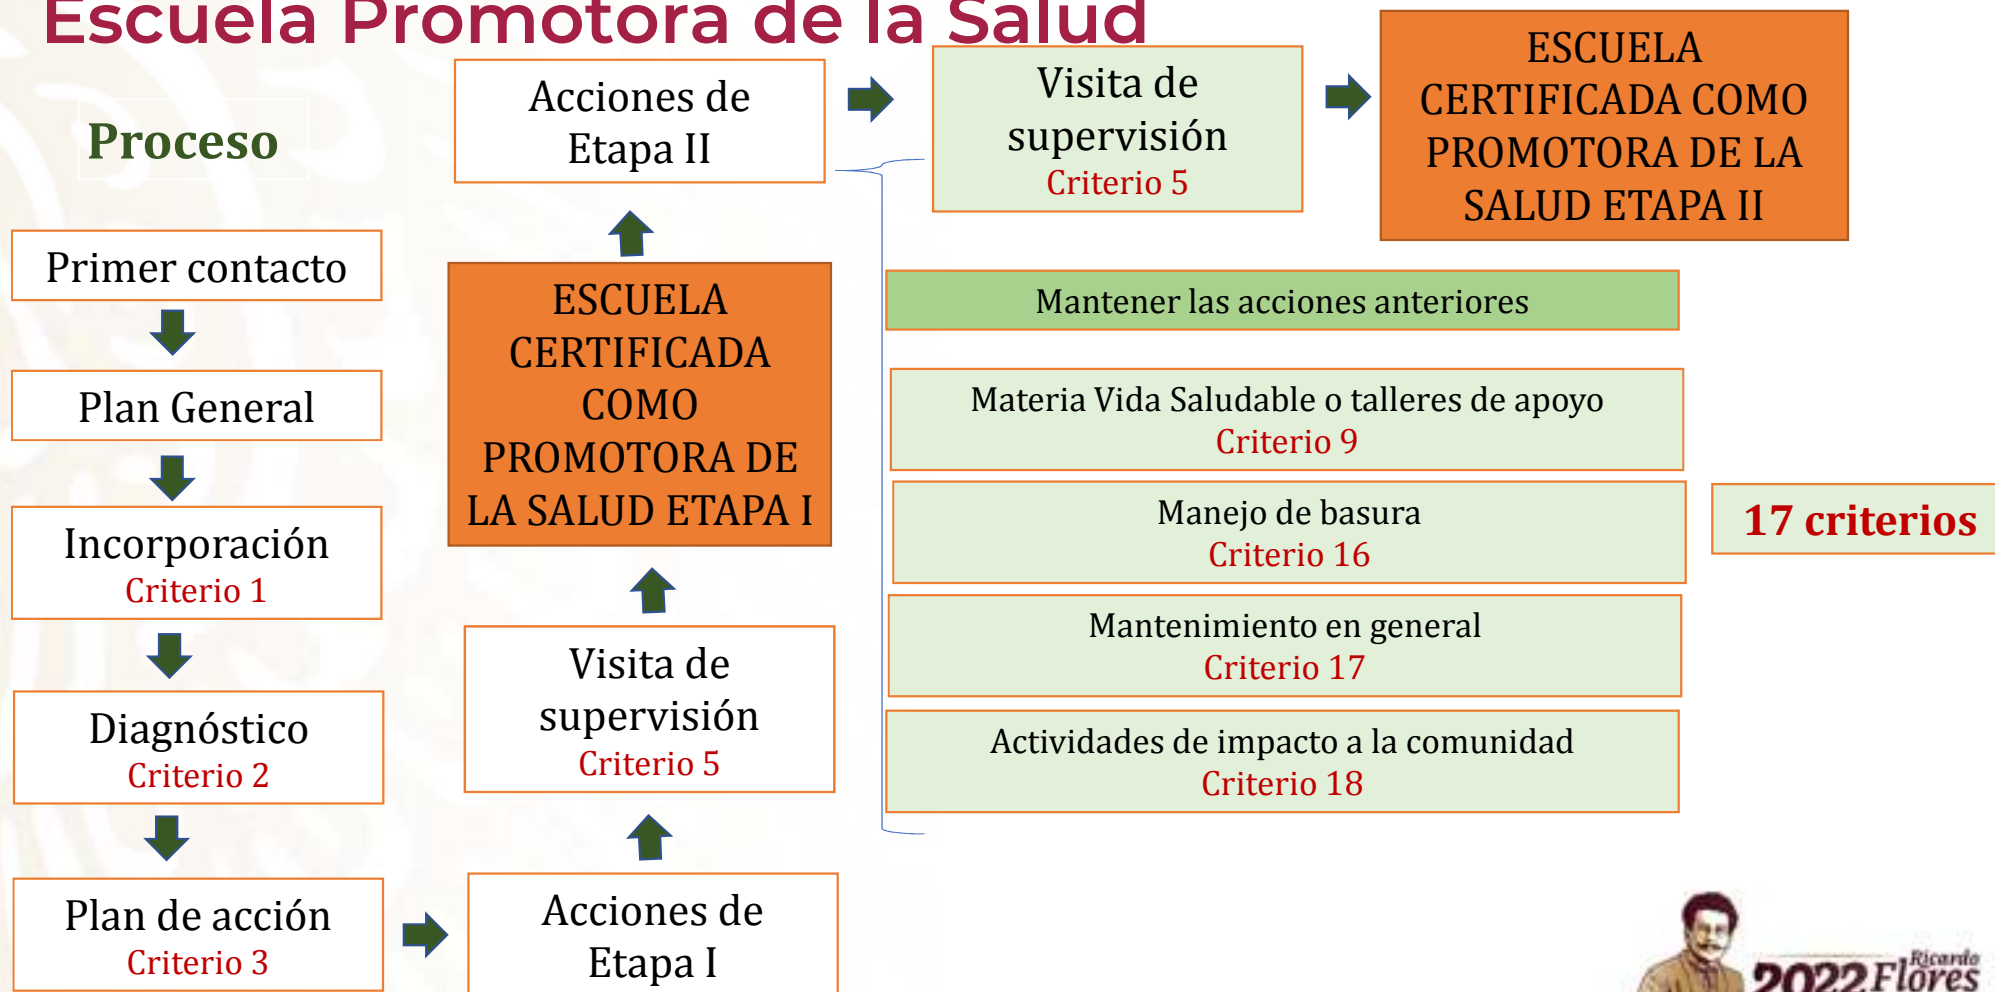 Escuela Promotora de la Salud
Proceso
Primer contacto
Plan General
Incorporación
Criterio 1
Diagnóstico
Criterio 2
Plan de acción
Criterio 3
Acciones de
Etapa I
Visita de
supervisión
Criterio 5
ESCUELA
CERTIFICADA
COMO
PROMOTORA DE
LA SALUD ETAPA I
Acciones de
Etapa II
Visita de
supervisión
Criterio 5
ESCUELA
CERTIFICADA COMO
PROMOTORA DE LA
SALUD ETAPA II
Mantener las acciones anteriores
Materia Vida Saludable o talleres de apoyo
Criterio 9
Manejo de basura
Criterio 16
Mantenimiento en general
Criterio 17
Actividades de impacto a la comunidad
Criterio 18
17 criterios
2022 Ricardo
Flores